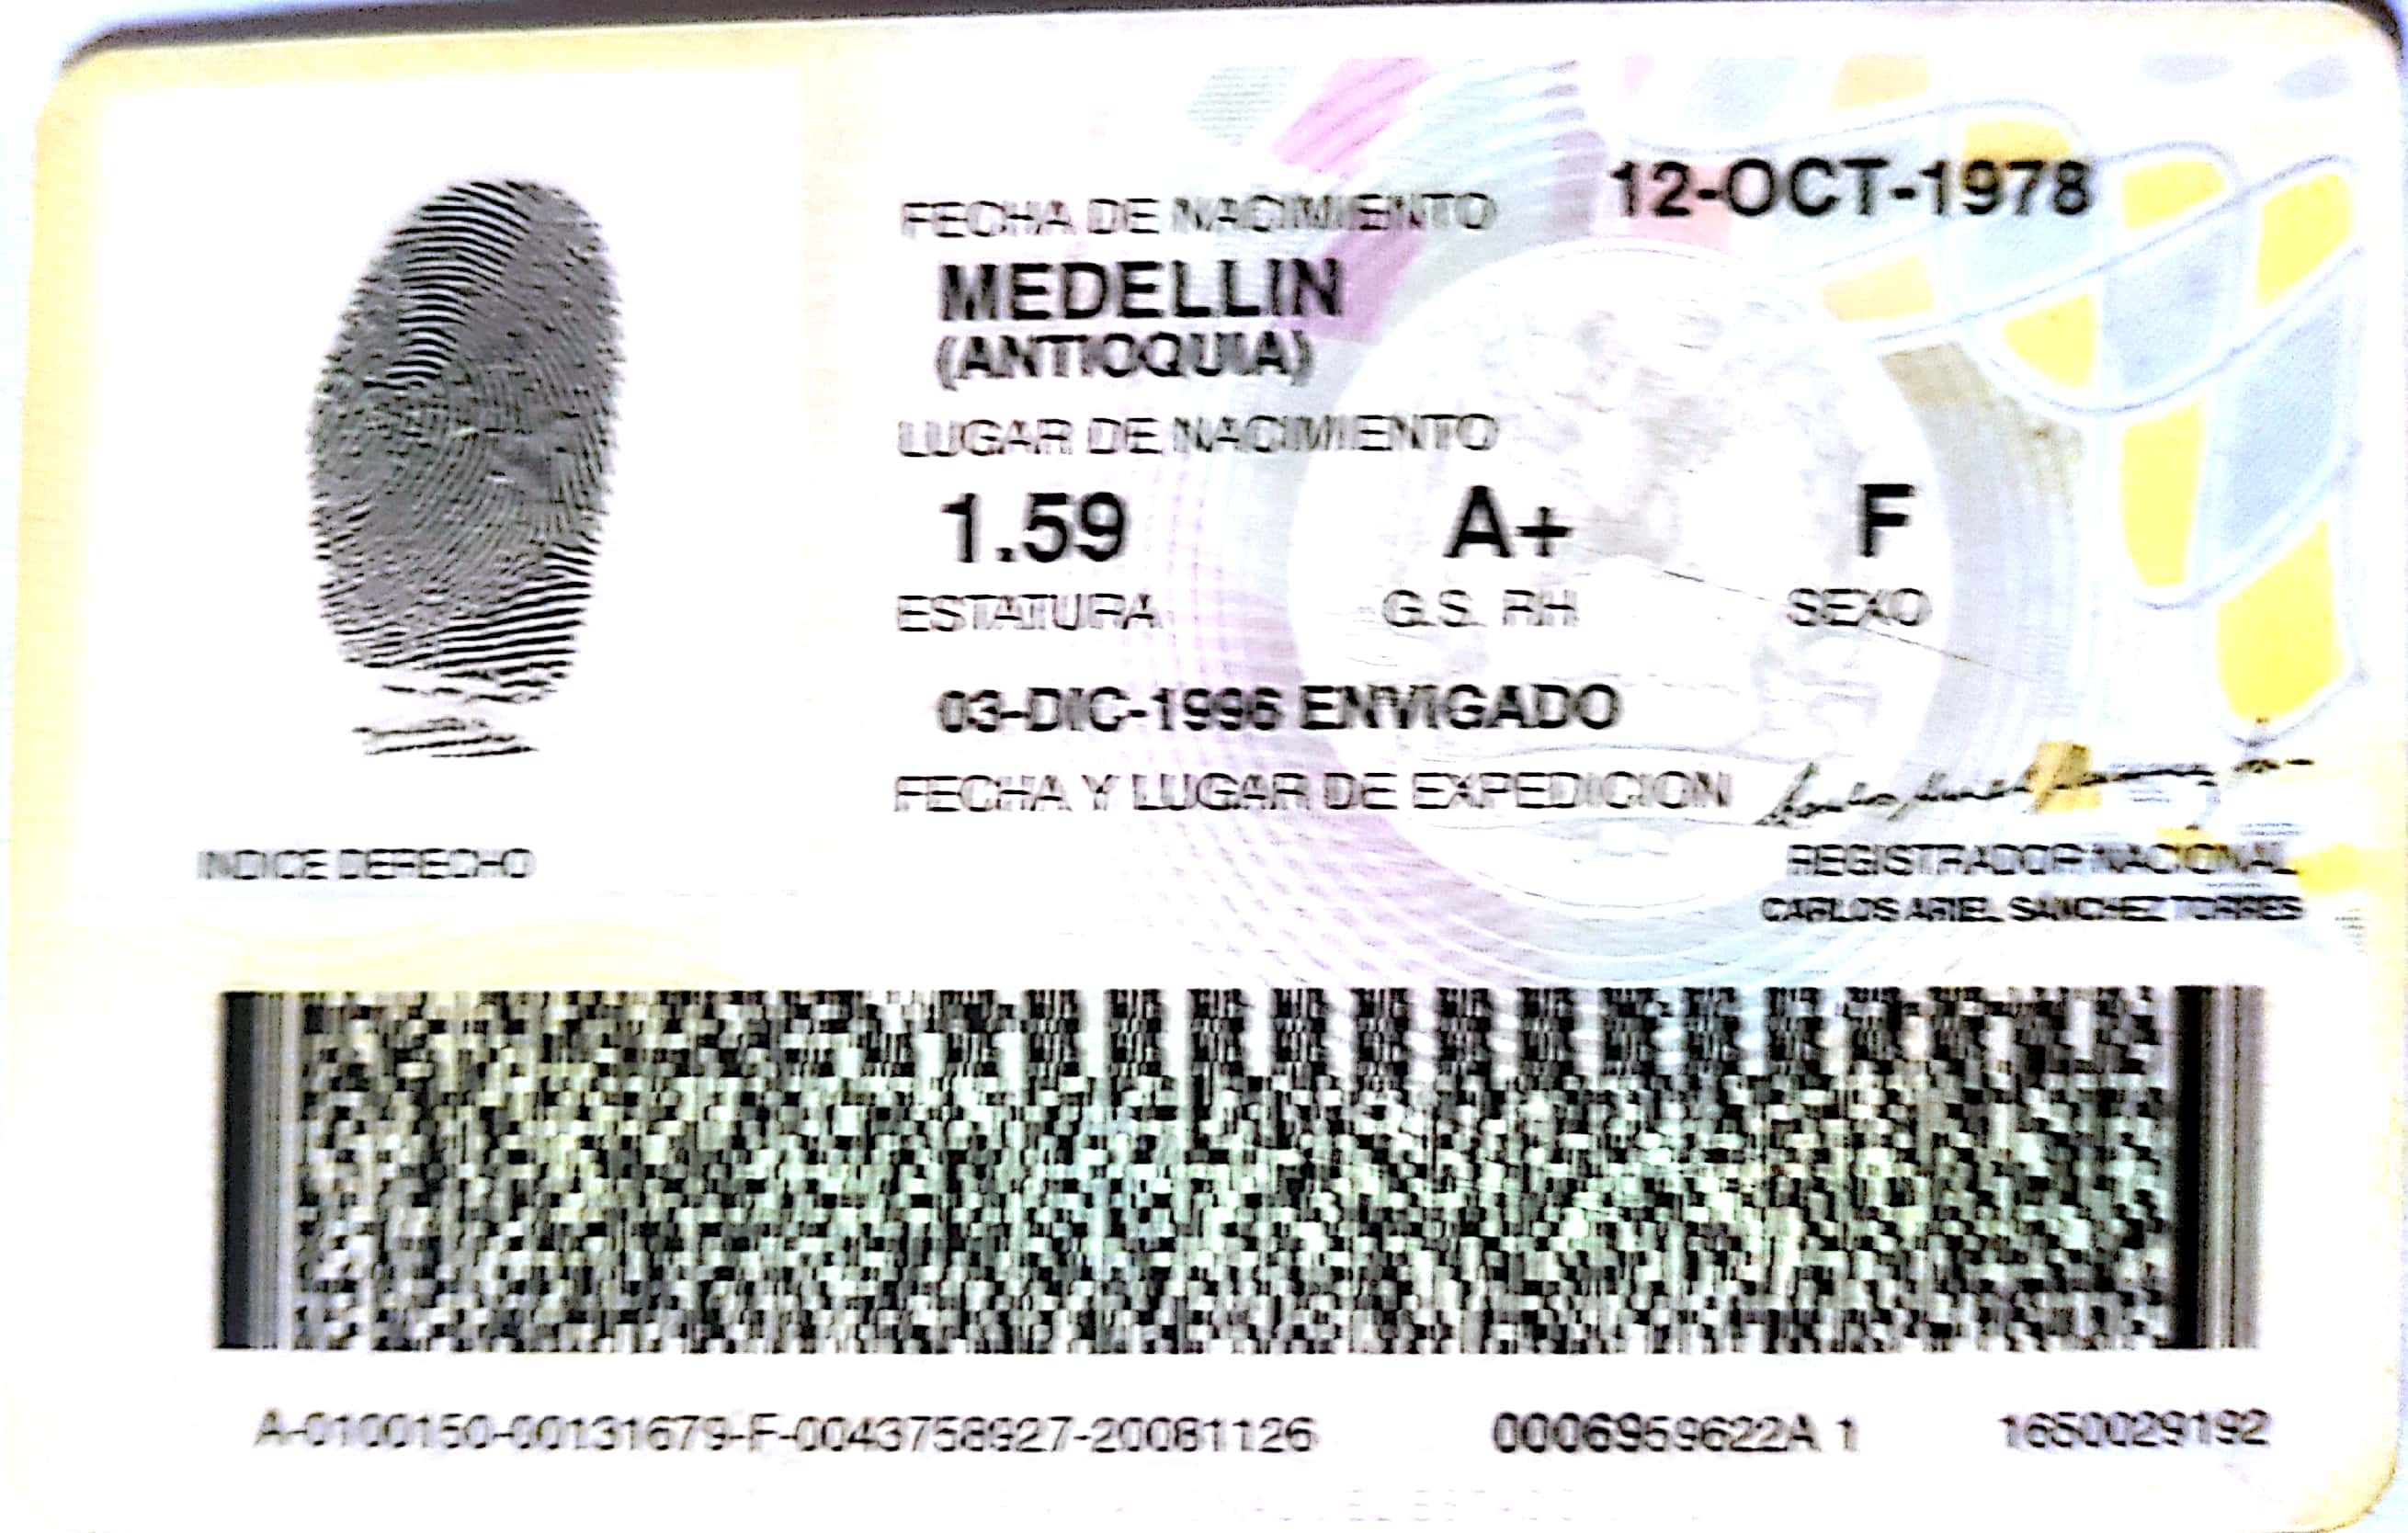 12-OCT-1978
FECHA DE NACIMIENTO
MEDELLIN
(ANTIOQUIA)
LUGAR DE NACIMIENTO
1.59 A+ F
ESTATURA G.S. RH SEXO
03-DIC-1996 ENVIGADO
FECHA Y LUGAR DE EXPEDICION
INDICE DERECHO
REGISTRADOR NACIONAL
CARLOS ARIEL SANCHEZ TORRES
A-0100150-00131679-F-0043758927-20081126 0006959622A 1 1650029192